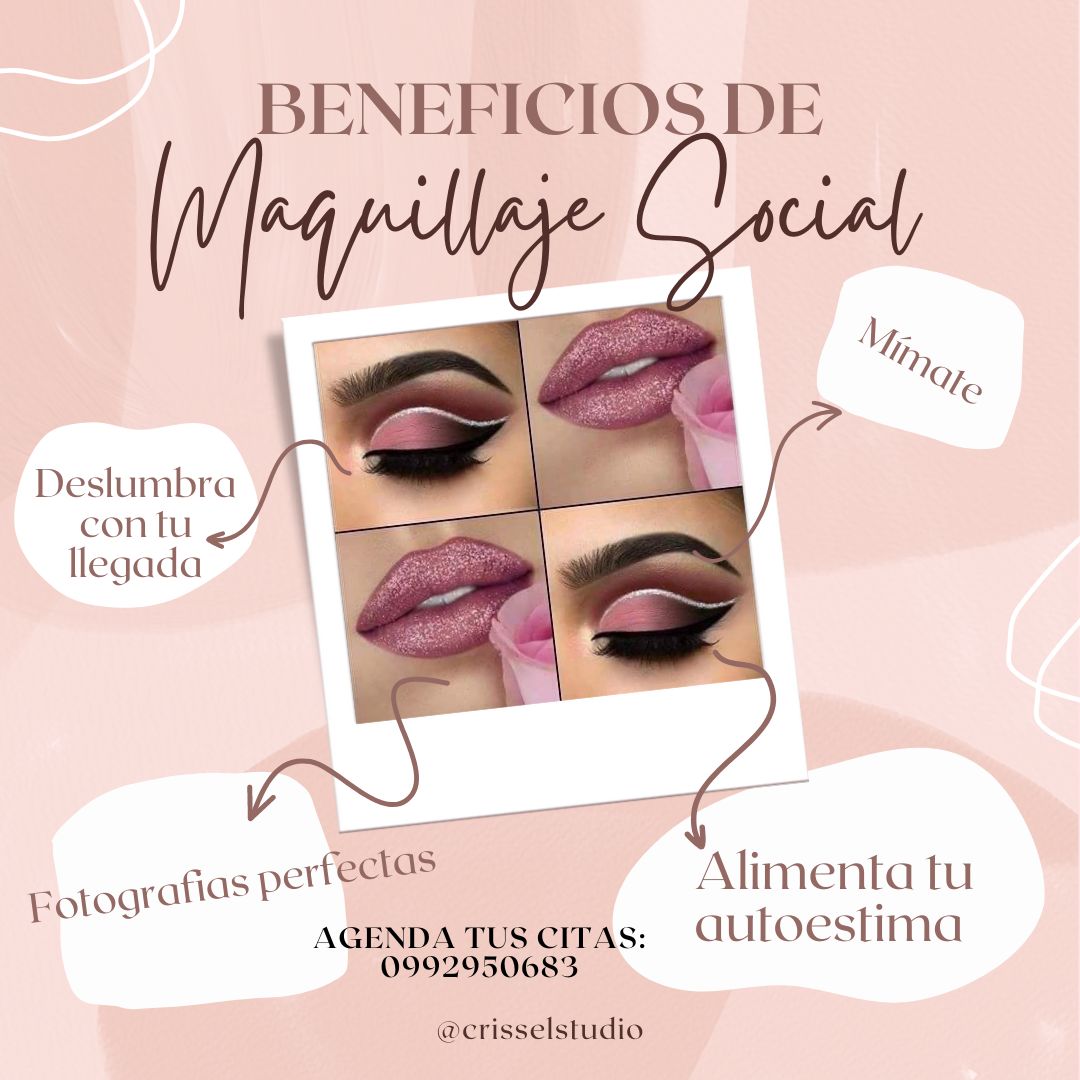 BENEFICIOS DE
Maquillaje Social
Mímate
Deslumbra
con tu
llegada
Fotografias perfectas
Alimenta tu
autoestima
AGENDA TUS CITAS:
0992950683
@crisselstudio